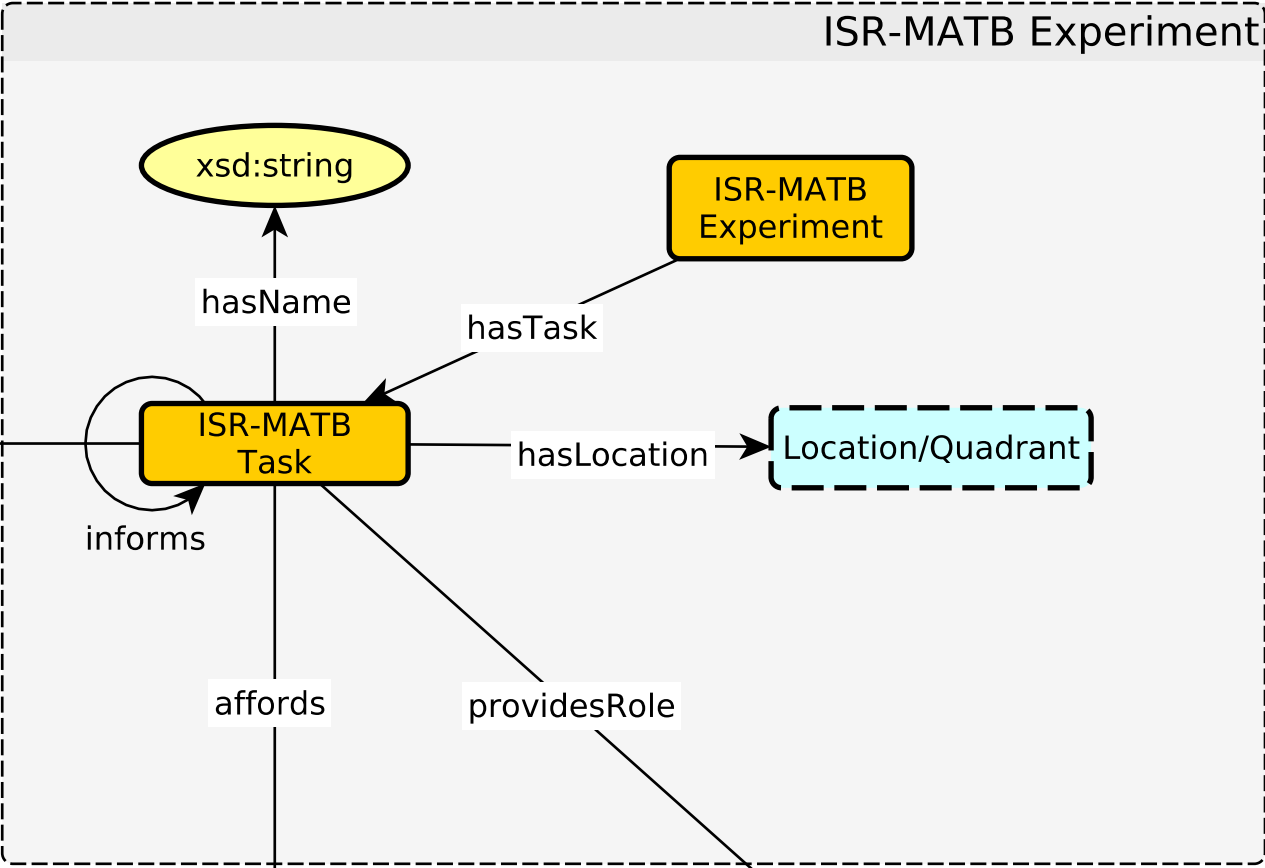 ISR-MATB Experiment
xsd:string
ISR-MATB
Experiment
hasName
hasTask
ISR-MATB
Task
hasLocation
Location/Quadrant
informs
affords
providesRole